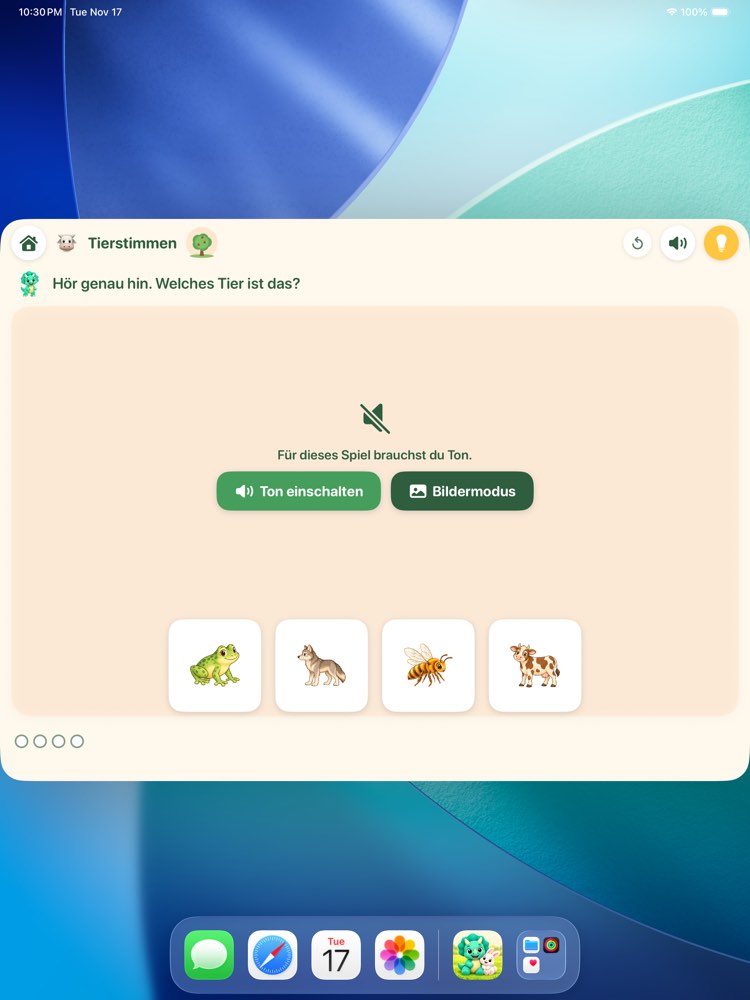 10:30 PM Tue Nov 17
100%
Tierstimmen
Hör genau hin. Welches Tier ist das?
Für dieses Spiel brauchst du Ton.
Ton einschalten
Bildermodus
Tue
17